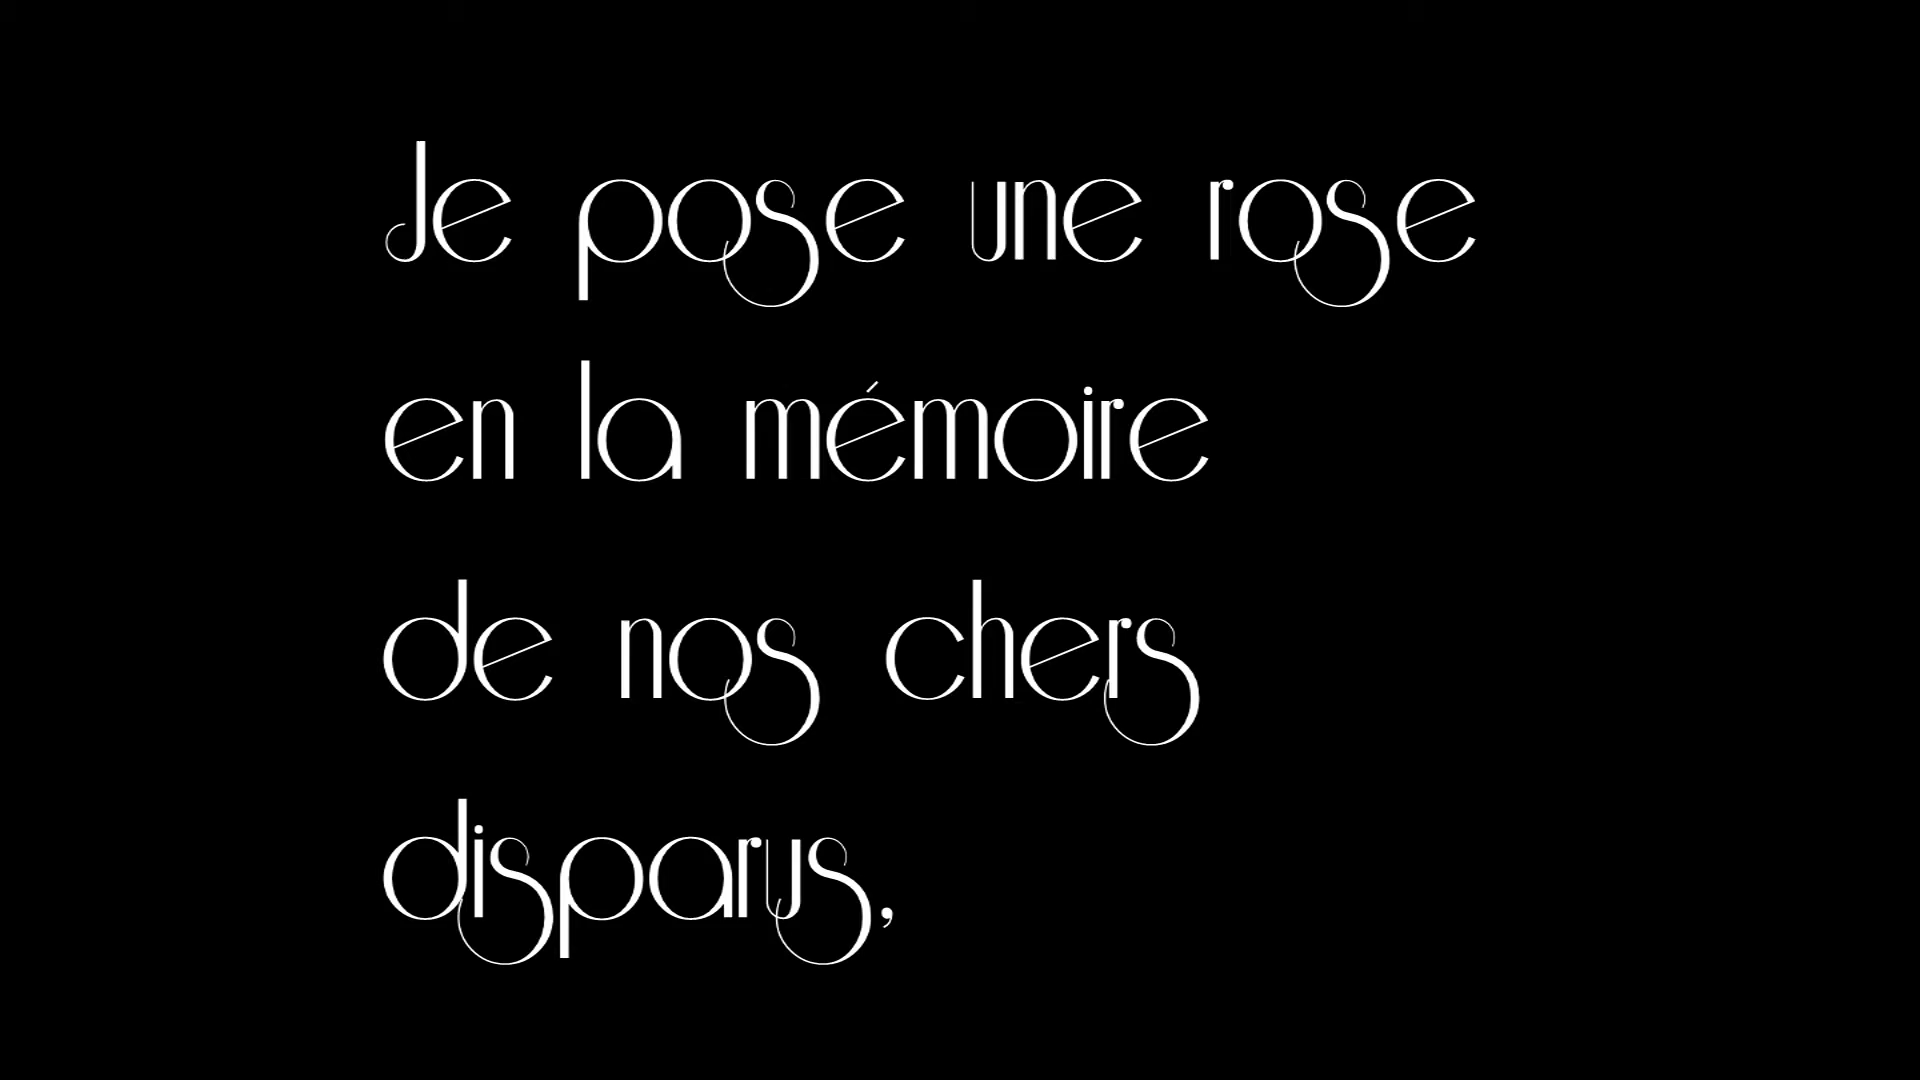 Je pose une rose
en la mémoire
de nos chers
disparus,